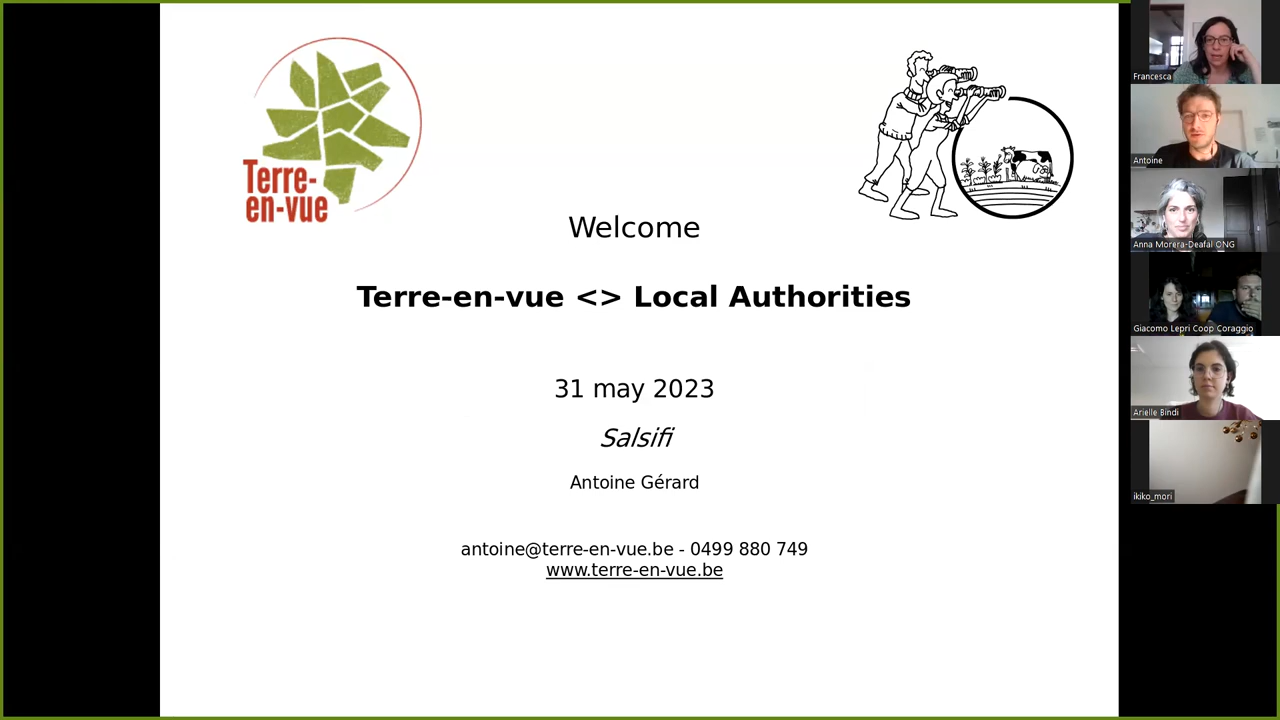 Terre-
en-vue
Welcome
Terre-en-vue <> Local Authorities
31 may 2023
Salsifi
Antoine Gérard
antoine@terre-en-vue.be - 0499 880 749
www.terre-en-vue.be
Francesca
Antoine
Anna Morera-Deafal ONG
Giacomo Lepri Coop Coraggio
Arielle Bindi
ikiko_mori